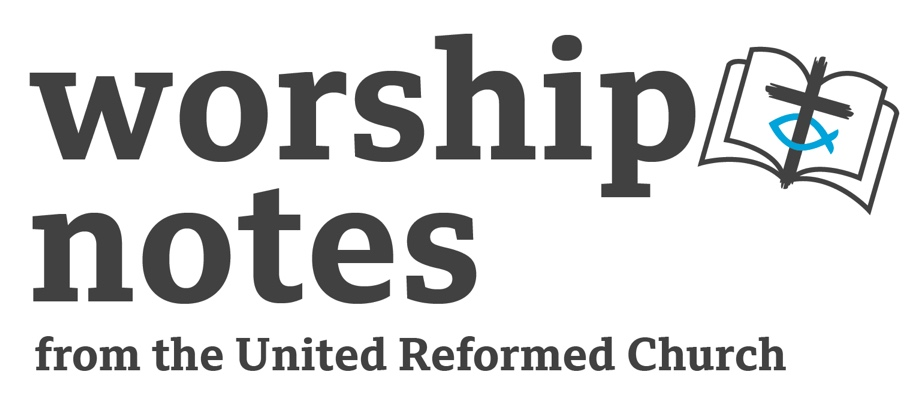 worship
notes
from the United Reformed Church